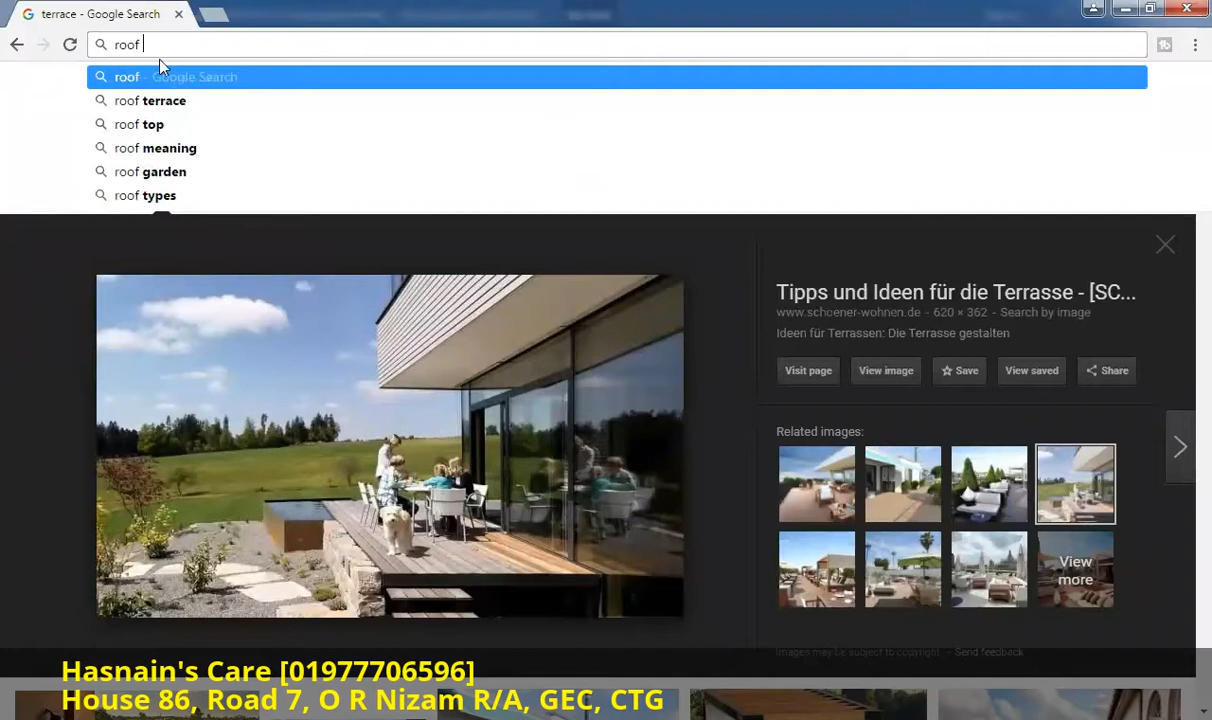 terrace - Google Search
roof
roof - Google Search
roof terrace
roof top
roof meaning
roof garden
roof types
Tipps und Ideen für die Terrasse - [SC...
www.schoener-wohnen.de - 620 × 362 - Search by image
Ideen für Terrassen: Die Terrasse gestalten
Visit page
View image
Save
View saved
Share
Related images:
View more
Images may be subject to copyright. - Send feedback
Hasnain's Care [01977706596]
House 86, Road 7, O R Nizam R/A, GEC, CTG